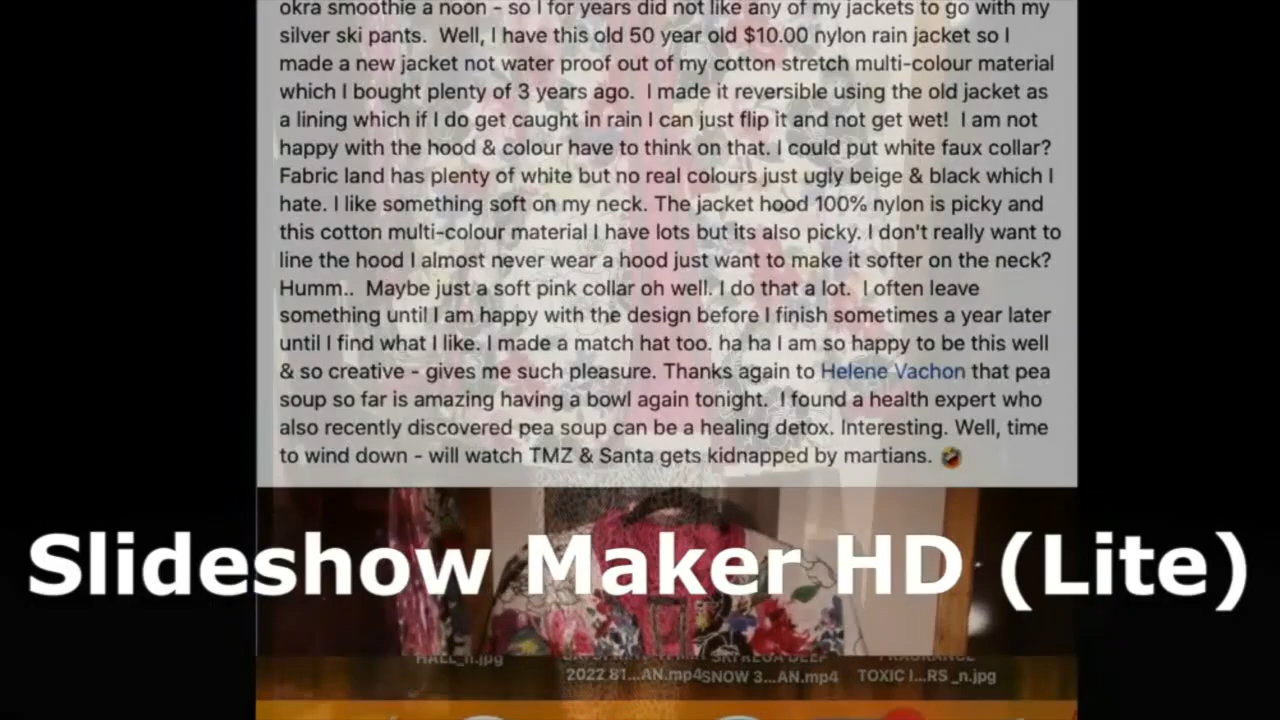 okra smoothie a noon - so I for years did not like any of my jackets to go with my
silver ski pants.  Well, I have this old 50 year old $10.00 nylon rain jacket so I
made a new jacket not water proof out of my cotton stretch multi-colour material
which I bought plenty of 3 years ago.  I made it reversible using the old jacket as
a lining which if I do get caught in rain I can just flip it and not get wet!  I am not
happy with the hood & colour have to think on that. I could put white faux collar?
Fabric land has plenty of white but no real colours just ugly beige & black which I
hate. I like something soft on my neck. The jacket hood 100% nylon is picky and
this cotton multi-colour material I have lots but its also picky. I don't really want to
line the hood I almost never wear a hood just want to make it softer on the neck?
Humm..  Maybe just a soft pink collar oh well. I do that a lot.  I often leave
something until I am happy with the design before I finish sometimes a year later
until I find what I like. I made a match hat too. ha ha I am so happy to be this well
& so creative - gives me such pleasure. Thanks again to Helene Vachon that pea
soup so far is amazing having a bowl again tonight.  I found a health expert who
also recently discovered pea soup can be a healing detox. Interesting. Well, time
to wind down - will watch TMZ & Santa gets kidnapped by martians. 🤣
Slideshow Maker HD (Lite)
HALL_n.jpg
2022 81...AN.mp4 SNOW 3...AN.mp4 TOXIC I...RS _n.jpg